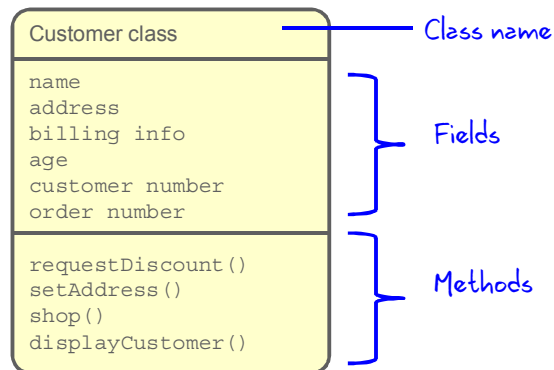 Customer class
Class name
name
address
billing info
age
customer number
order number
Fields
requestDiscount()
setAddress()
shop()
displayCustomer()
Methods